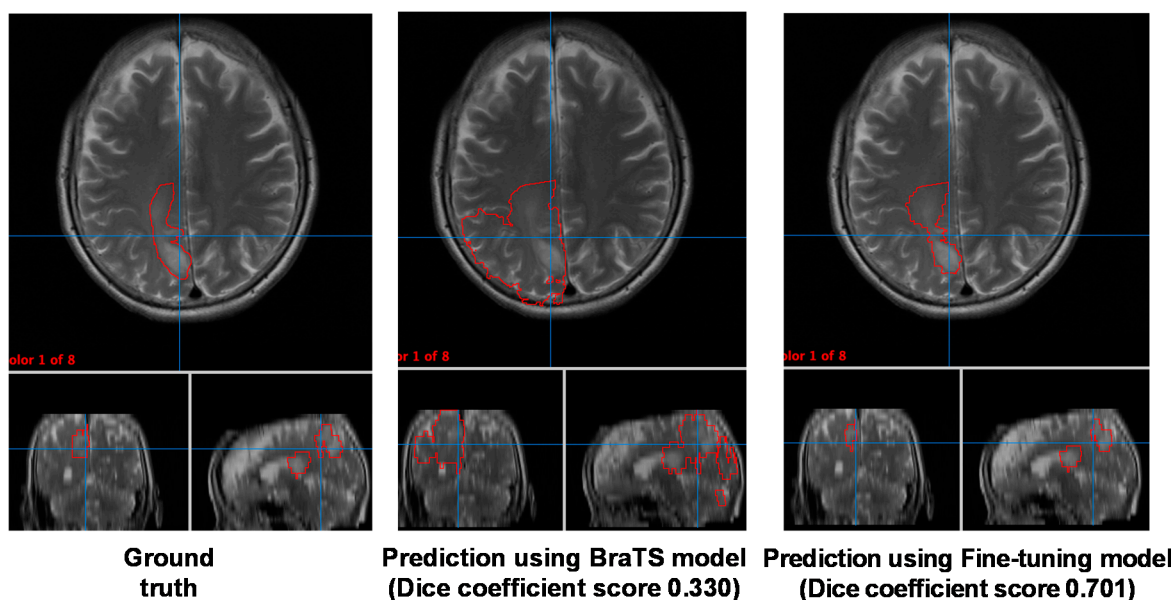 olor 1 of 8
or 1 of 8
olor 1 of 8
Ground
truth
Prediction using BraTS model
(Dice coefficient score 0.330)
Prediction using Fine-tuning model
(Dice coefficient score 0.701)